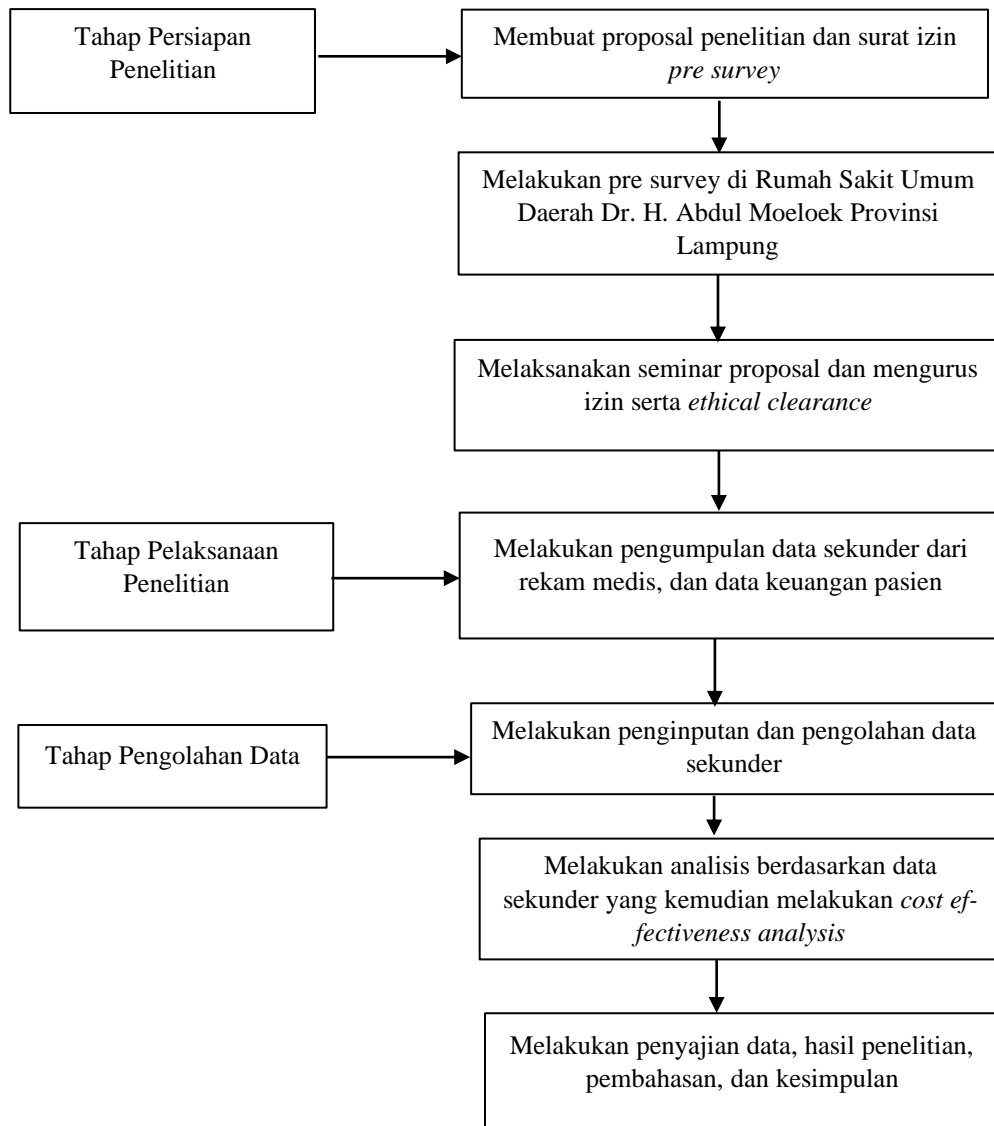 Tahap Persiapan
Penelitian
Membuat proposal penelitian dan surat izin
pre survey
Melakukan pre survey di Rumah Sakit Umum
Daerah Dr. H. Abdul Moeloek Provinsi
Lampung
Melaksanakan seminar proposal dan mengurus
izin serta ethical clearance
Tahap Pelaksanaan
Penelitian
Melakukan pengumpulan data sekunder dari
rekam medis, dan data keuangan pasien
Tahap Pengolahan Data
Melakukan penginputan dan pengolahan data
sekunder
Melakukan analisis berdasarkan data
sekunder yang kemudian melakukan cost ef-
fectiveness analysis
Melakukan penyajian data, hasil penelitian,
pembahasan, dan kesimpulan